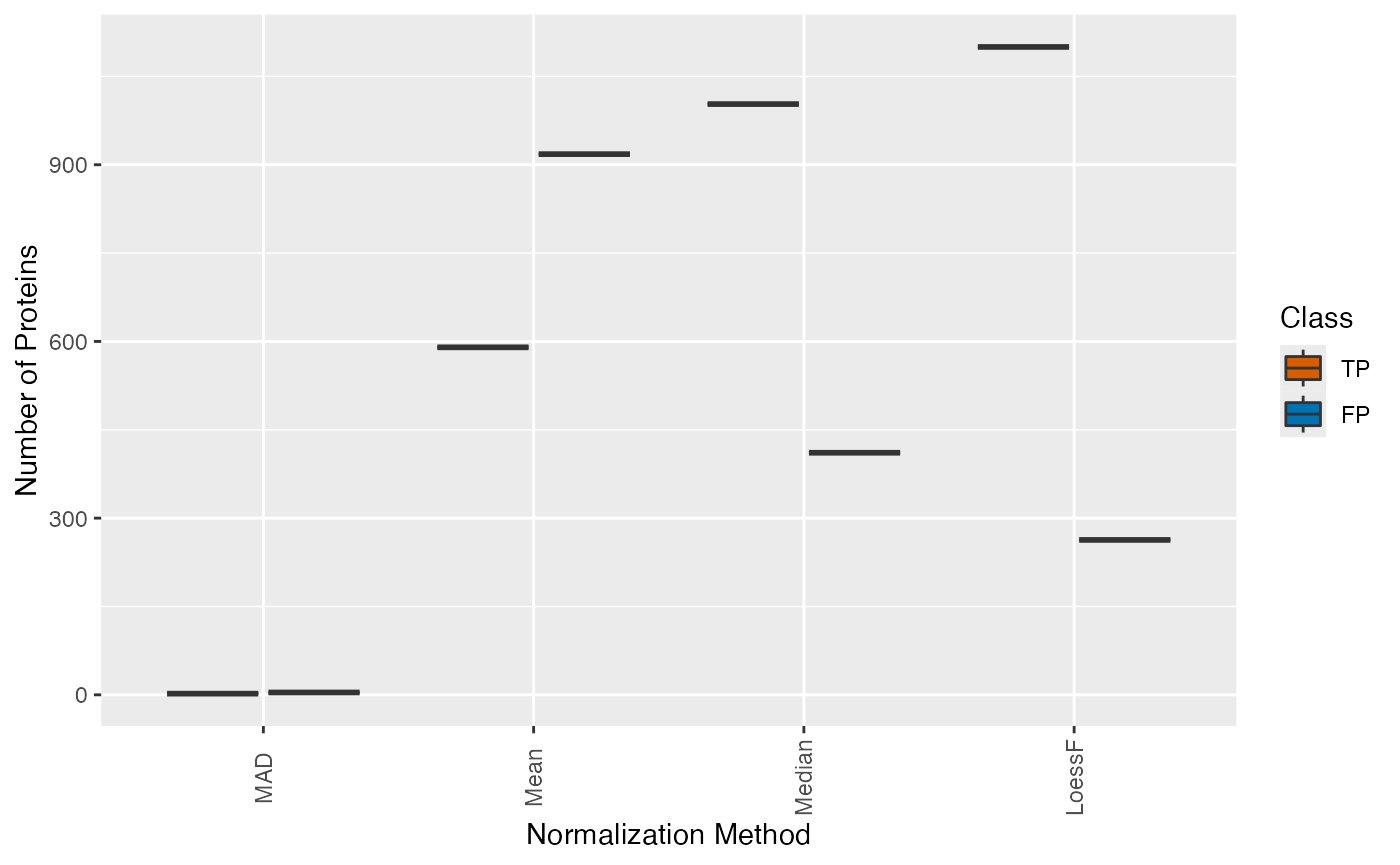 Number of Proteins
900
600
300
0
MAD
Mean
Median
LoessF
Normalization Method
Class
TP
FP